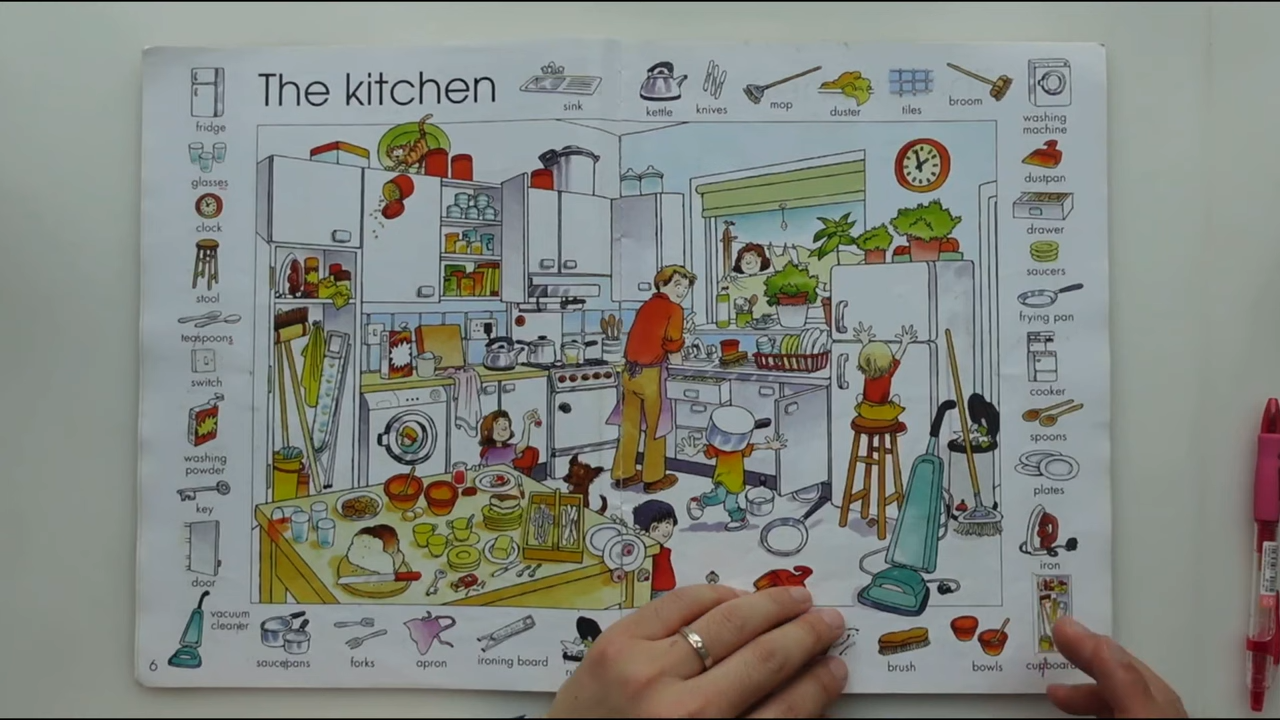 The kitchen
sink
kettle
knives
mop
duster
tiles
broom
fridge
glasses
clock
stool
teaspoons
switch
washing
powder
key
door
vacuum
cleaner
washing
machine
dustpan
drawer
saucers
frying pan
cooker
spoons
plates
iron
6
saucepans
forks
apron
ironing board
brush
bowls